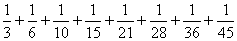 1/3 + 1/6 + 1/10 + 1/15 + 1/21 + 1/28 + 1/36 + 1/45